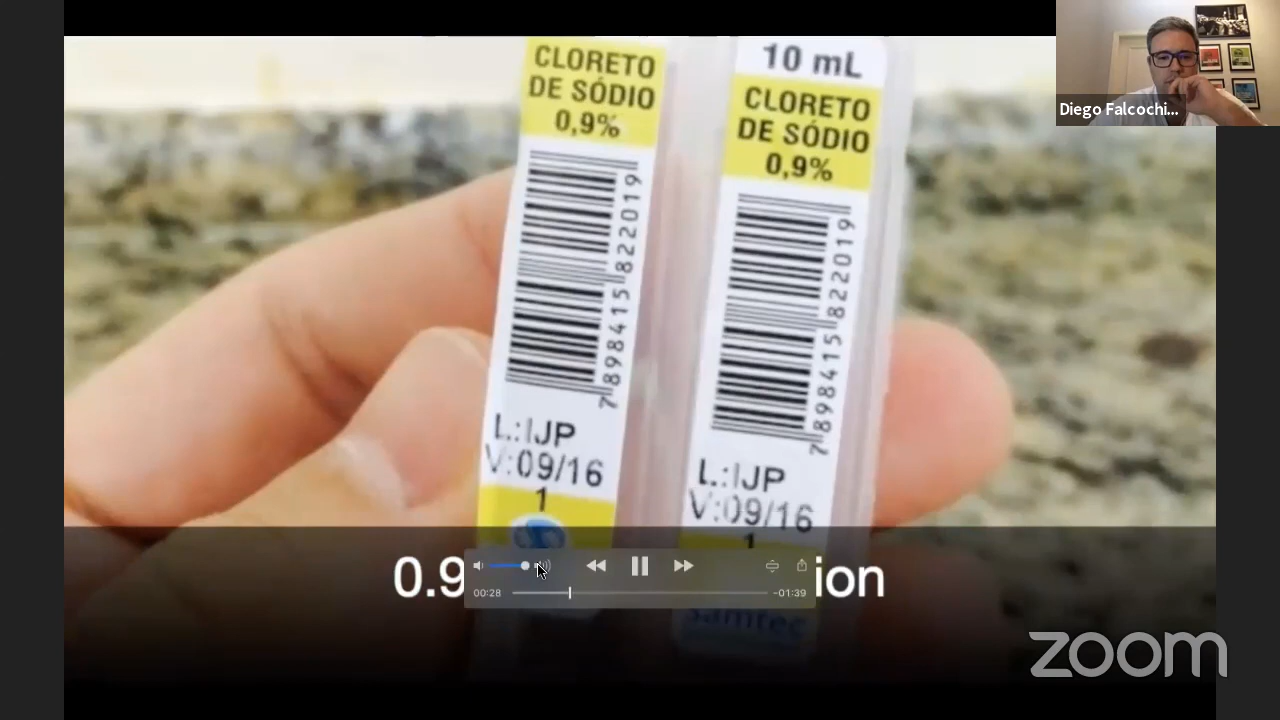 CLORETO
DE SÓDIO
0,9%
7898415822019
L.:IJP
V:09/16
1
10 mL
CLORETO
DE SÓDIO
0,9%
7898415822019
L.:IJP
V:09/16
1
samtec
0.9
ion
00:28
-01:39
Diego Falcochi...
zoom